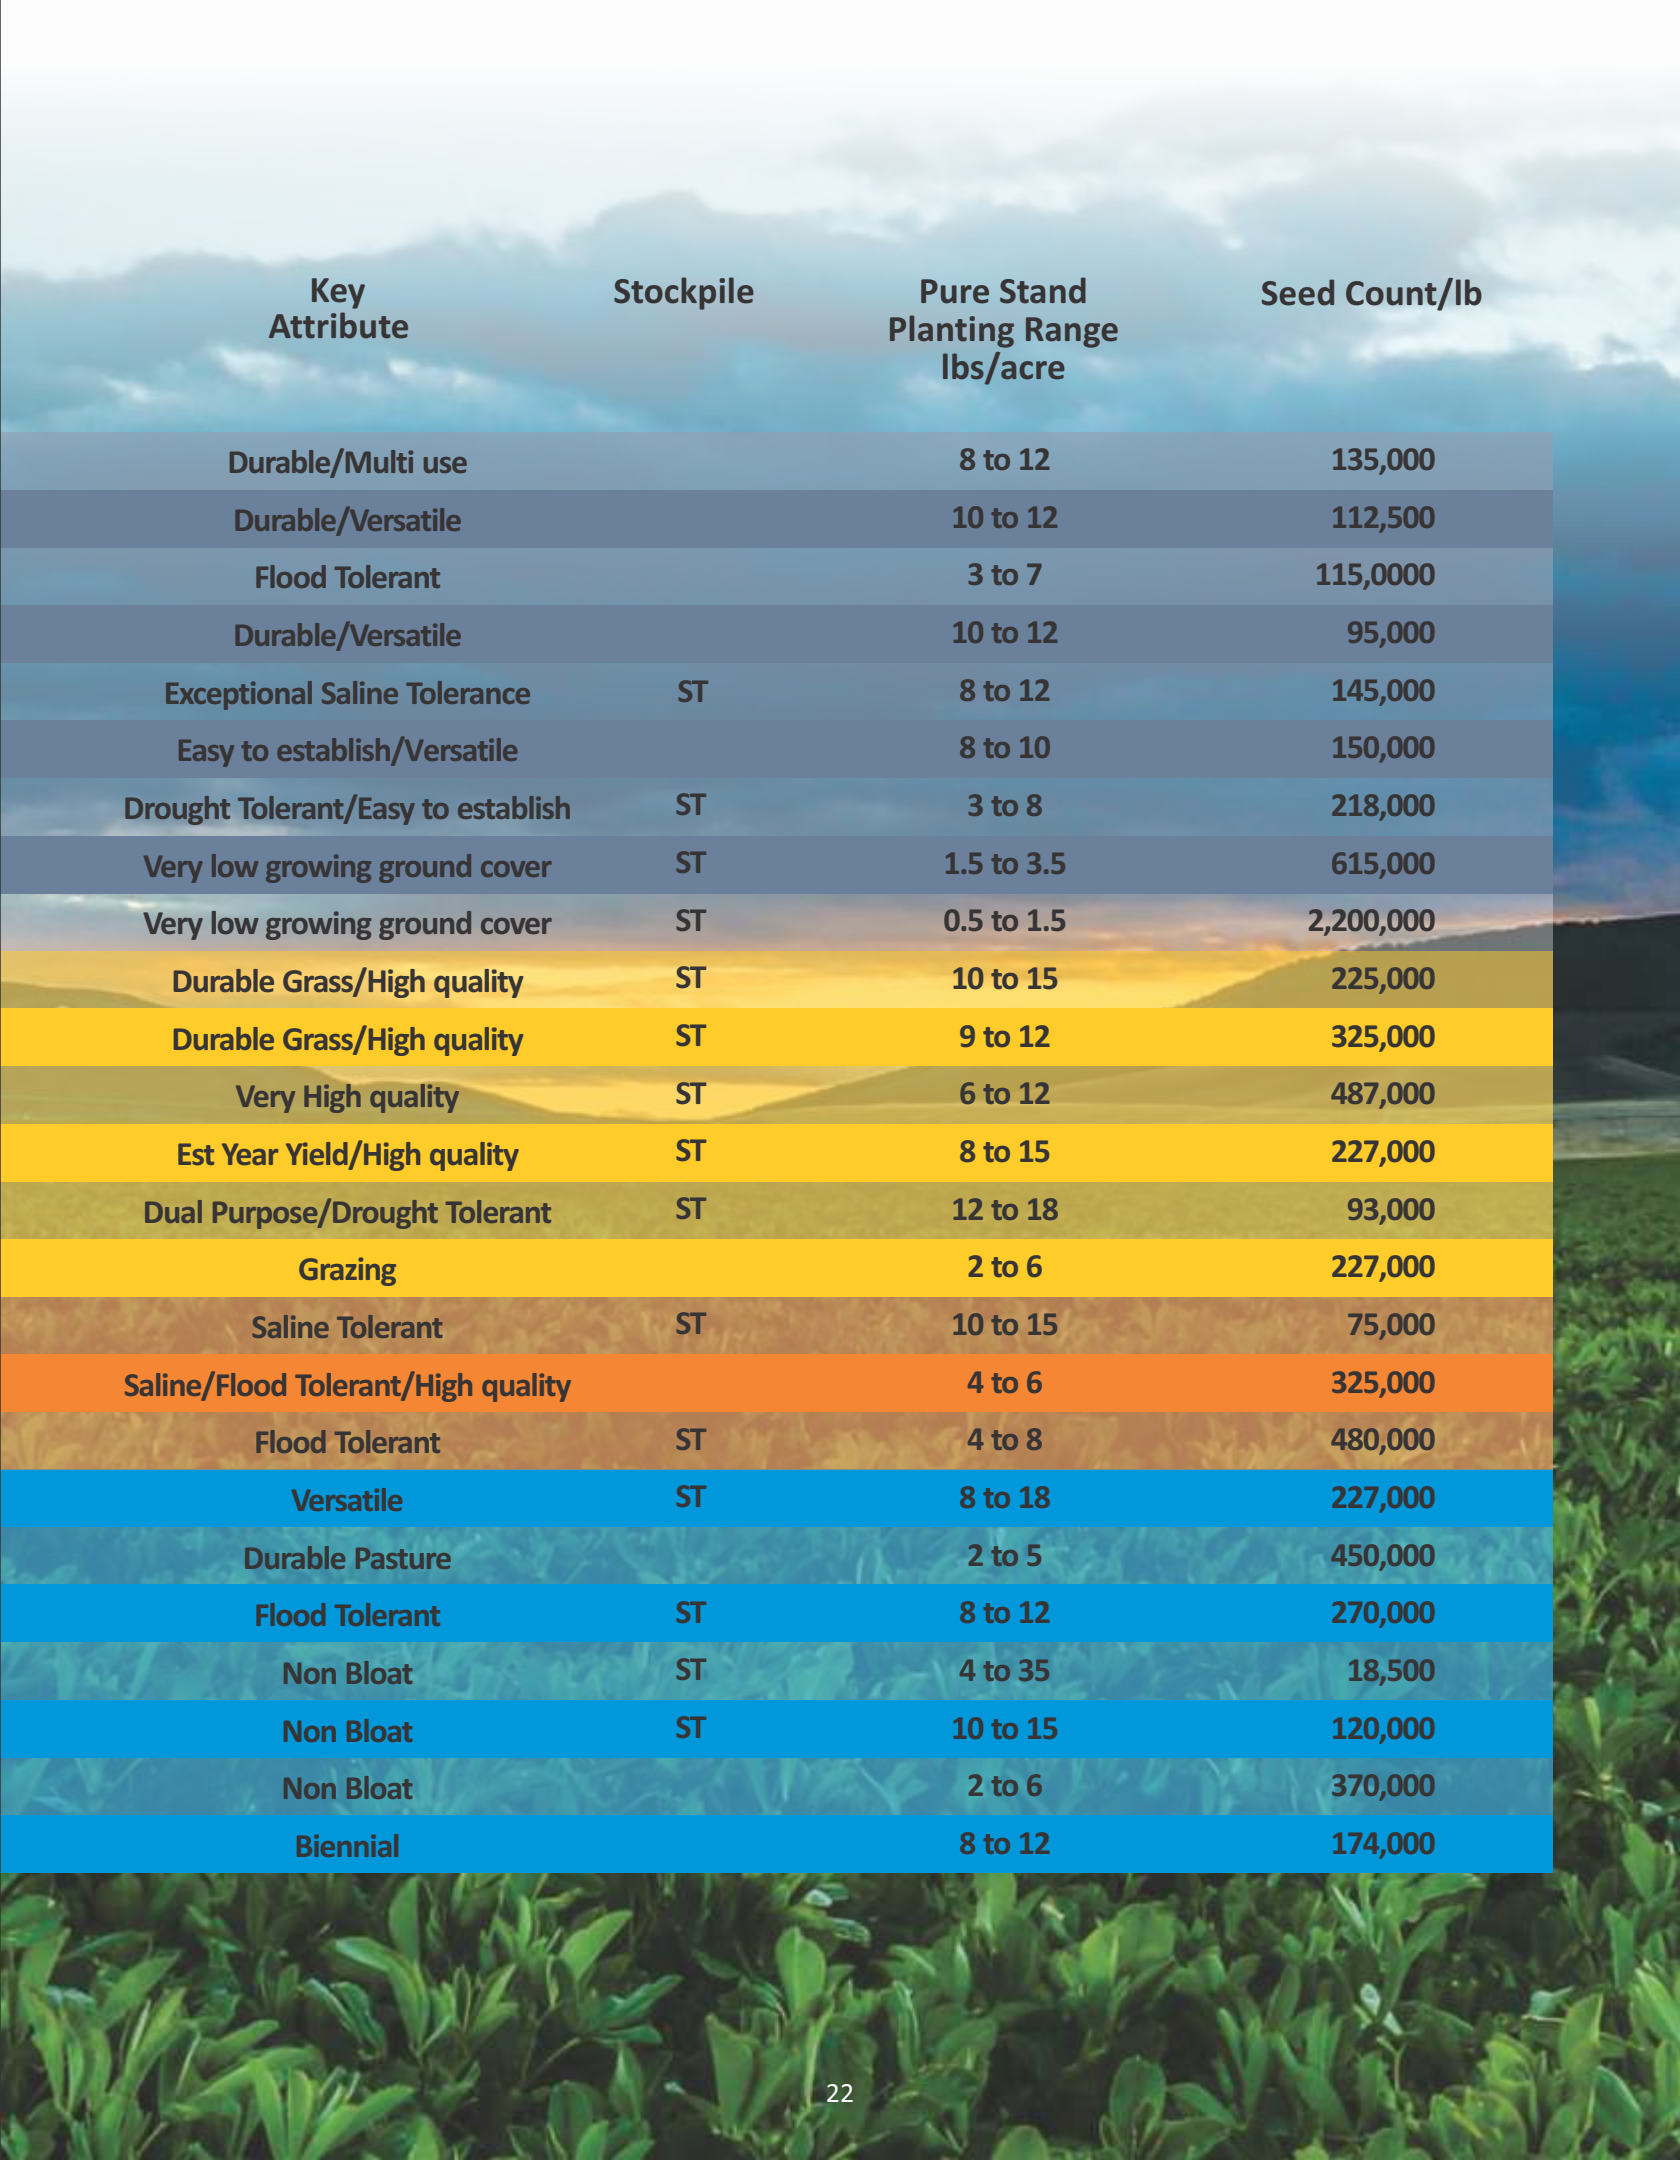 Key
Attribute
Stockpile
Pure Stand
Planting Range
lbs/acre
Seed Count/lb
Durable/Multi use 8 to 12 135,000
Durable/Versatile 10 to 12 112,500
Flood Tolerant 3 to 7 115,0000
Durable/Versatile 10 to 12 95,000
Exceptional Saline Tolerance ST 8 to 12 145,000
Easy to establish/Versatile 8 to 10 150,000
Drought Tolerant/Easy to establish ST 3 to 8 218,000
Very low growing ground cover ST 1.5 to 3.5 615,000
Very low growing ground cover ST 0.5 to 1.5 2,200,000
Durable Grass/High quality ST 10 to 15 225,000
Durable Grass/High quality ST 9 to 12 325,000
Very High quality ST 6 to 12 487,000
Est Year Yield/High quality ST 8 to 15 227,000
Dual Purpose/Drought Tolerant ST 12 to 18 93,000
Grazing 2 to 6 227,000
Saline Tolerant ST 10 to 15 75,000
Saline/Flood Tolerant/High quality 4 to 6 325,000
Flood Tolerant ST 4 to 8 480,000
Versatile ST 8 to 18 227,000
Durable Pasture 2 to 5 450,000
Flood Tolerant ST 8 to 12 270,000
Non Bloat ST 4 to 35 18,500
Non Bloat ST 10 to 15 120,000
Non Bloat 2 to 6 370,000
Biennial 8 to 12 174,000
22